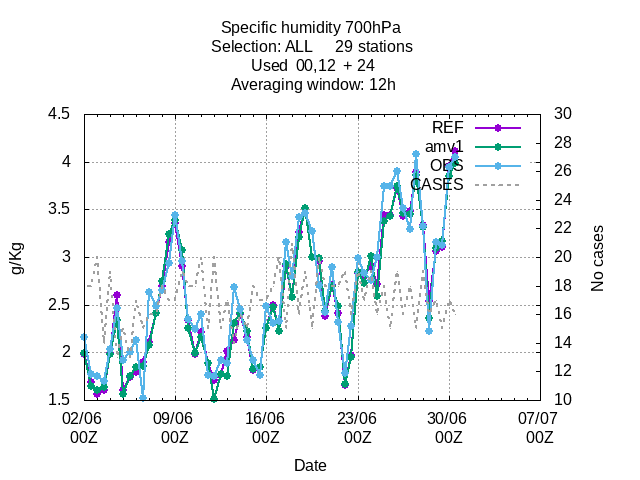 Specific humidity 700hPa
Selection: ALL 29 stations
Used 00,12 + 24
Averaging window: 12h
4.5 30
REF 28
4 amv1
OBS 26
CASES 24
3.5 22
3 20
2.5 18
16
2 14
12
1.5 10
g/Kg
No cases
02/06 09/06 16/06 23/06 30/06 07/07
00Z 00Z 00Z 00Z 00Z 00Z
Date